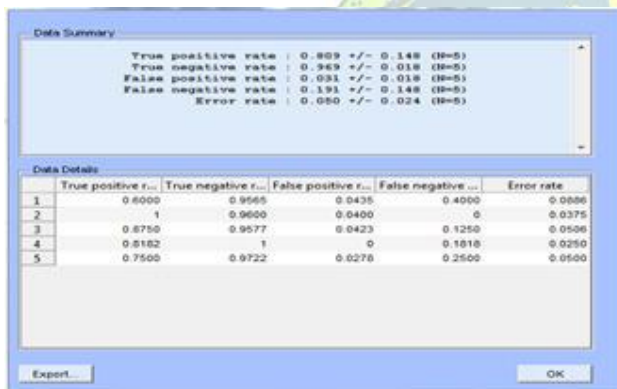 Data Summary
True positive rate : 0.809 +/- 0.148 (N=5)
True negative rate : 0.969 +/- 0.018 (N=5)
False positive rate : 0.031 +/- 0.018 (N=5)
False negative rate : 0.191 +/- 0.148 (N=5)
Error rate : 0.050 +/- 0.024 (N=5)
Data Details
True positive r... True negative r... False positive r... False negative ... Error rate
1 0.6000 0.9565 0.0435 0.4000 0.0886
2 1 0.9600 0.0400 0 0.0375
3 0.8750 0.9577 0.0423 0.1250 0.0506
4 0.8182 1 0 0.1818 0.0250
5 0.7500 0.9722 0.0278 0.2500 0.0500
Export... OK